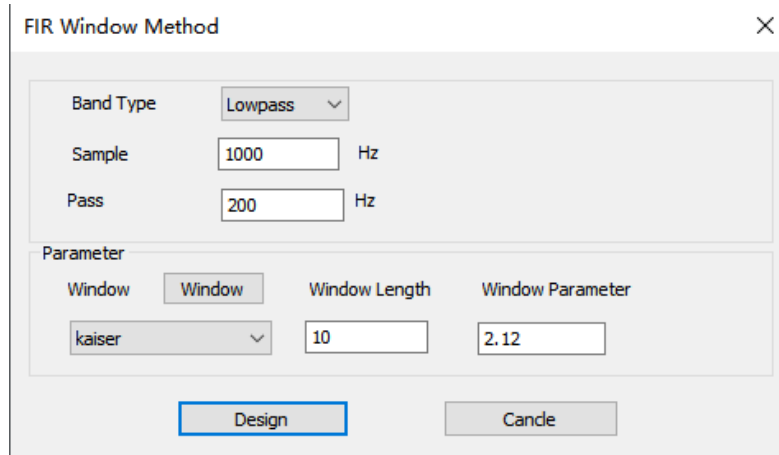 FIR Window Method
Band Type Lowpass
Sample 1000 Hz
Pass 200 Hz
Parameter
Window Window Window Length Window Parameter
kaiser 10 2.12
Design Cancle